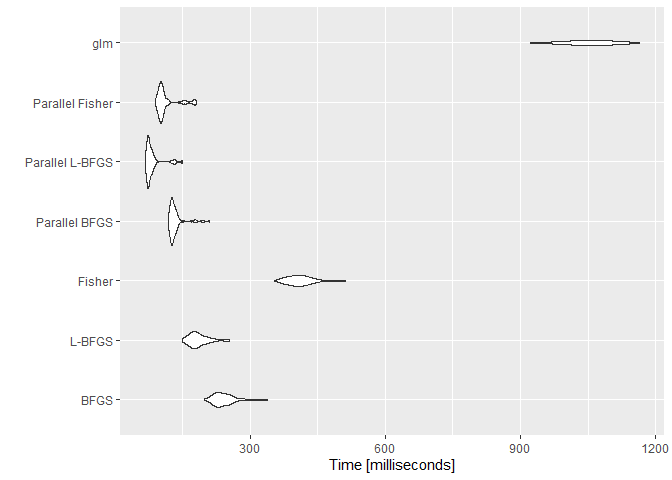 glm
Parallel Fisher
Parallel L-BFGS
Parallel BFGS
Fisher
L-BFGS
BFGS
300 600 900 1200
Time [milliseconds]